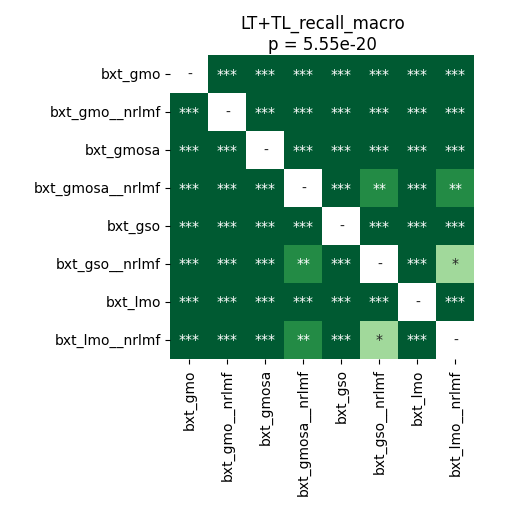 LT+TL_recall_macro
p = 5.55e-20
bxt_gmo - *** *** *** *** *** *** ***
bxt_gmo__nrlmf *** - *** *** *** *** *** ***
bxt_gmosa *** *** - *** *** *** *** ***
bxt_gmosa__nrlmf *** *** *** - *** ** *** **
bxt_gso *** *** *** *** - *** *** ***
bxt_gso__nrlmf *** *** *** ** *** - *** *
bxt_lmo *** *** *** *** *** *** - ***
bxt_lmo__nrlmf *** *** *** ** *** * *** -
bxt_gmo
bxt_gmo__nrlmf
bxt_gmosa
bxt_gmosa__nrlmf
bxt_gso
bxt_gso__nrlmf
bxt_lmo
bxt_lmo__nrlmf